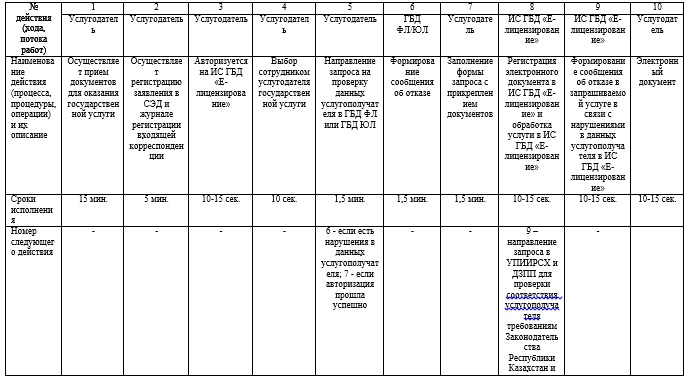 № действия (хода, потока работ)
1
2
3
4
5
6
7
8
9
10
Услугодател
ь
Услугодатель
Услугодатель
Услугодател
ь
Услугодатель
ГБД
ФЛ/ЮЛ
Услугодате
ль
ИС ГБД «Е-
лицензирован
ие»
ИС ГБД «Е-
лицензирован
ие»
Услугодат
ель
Наименова
ние
действия
(процесса,
процедуры,
операции)
и их
описание
Осуществляе
т прием
документов
для оказания
государствен
ной услуги
Осуществляе
т
регистрацию
заявления в
СЭД и
журнале
регистрации
входящей
корреспонден
ции
Авторизуется
на ИС ГБД
«Е-
лицензирова
ние»
Выбор
сотрудником
услугодателя
государствен
ной услуги
Направление
запроса на
проверку
данных
услугополучат
еля в ГБД ФЛ
или ГБД ЮЛ
Формирова
ние
сообщения
об отказе
Заполнение
формы
запроса с
прикреплен
ием
документов
Регистрация
электронного
документа в
ИС ГБД «Е-
лицензирован
ие» и
обработка
услуги в ИС
ГБД «Е-
лицензирован
ие»
Формировани
е сообщения
об отказе в
запрашиваемо
й услуге в
связи с
нарушениями
в данных
услугополуча
теля в ИС
ГБД «Е-
лицензирован
ие»
Электронн
ый
документ
Сроки
исполнени
я
15 мин.
5 мин.
10-15 сек.
10 сек.
1,5 мин.
1,5 мин.
1,5 мин.
10-15 сек.
10-15 сек.
10-15 сек.
Номер
следующег
о действия
-
-
-
-
6 - если есть
нарушения в
данных
услугополучат
еля; 7 - если
авторизация
прошла
успешно
-
-
9 –
направление
запроса в
УПИИРСХ и
ДЗПП для
проверки
соответствия
услугополуча
теля
требованиям
Законодатель
ства
Республики
Казахстан и
-